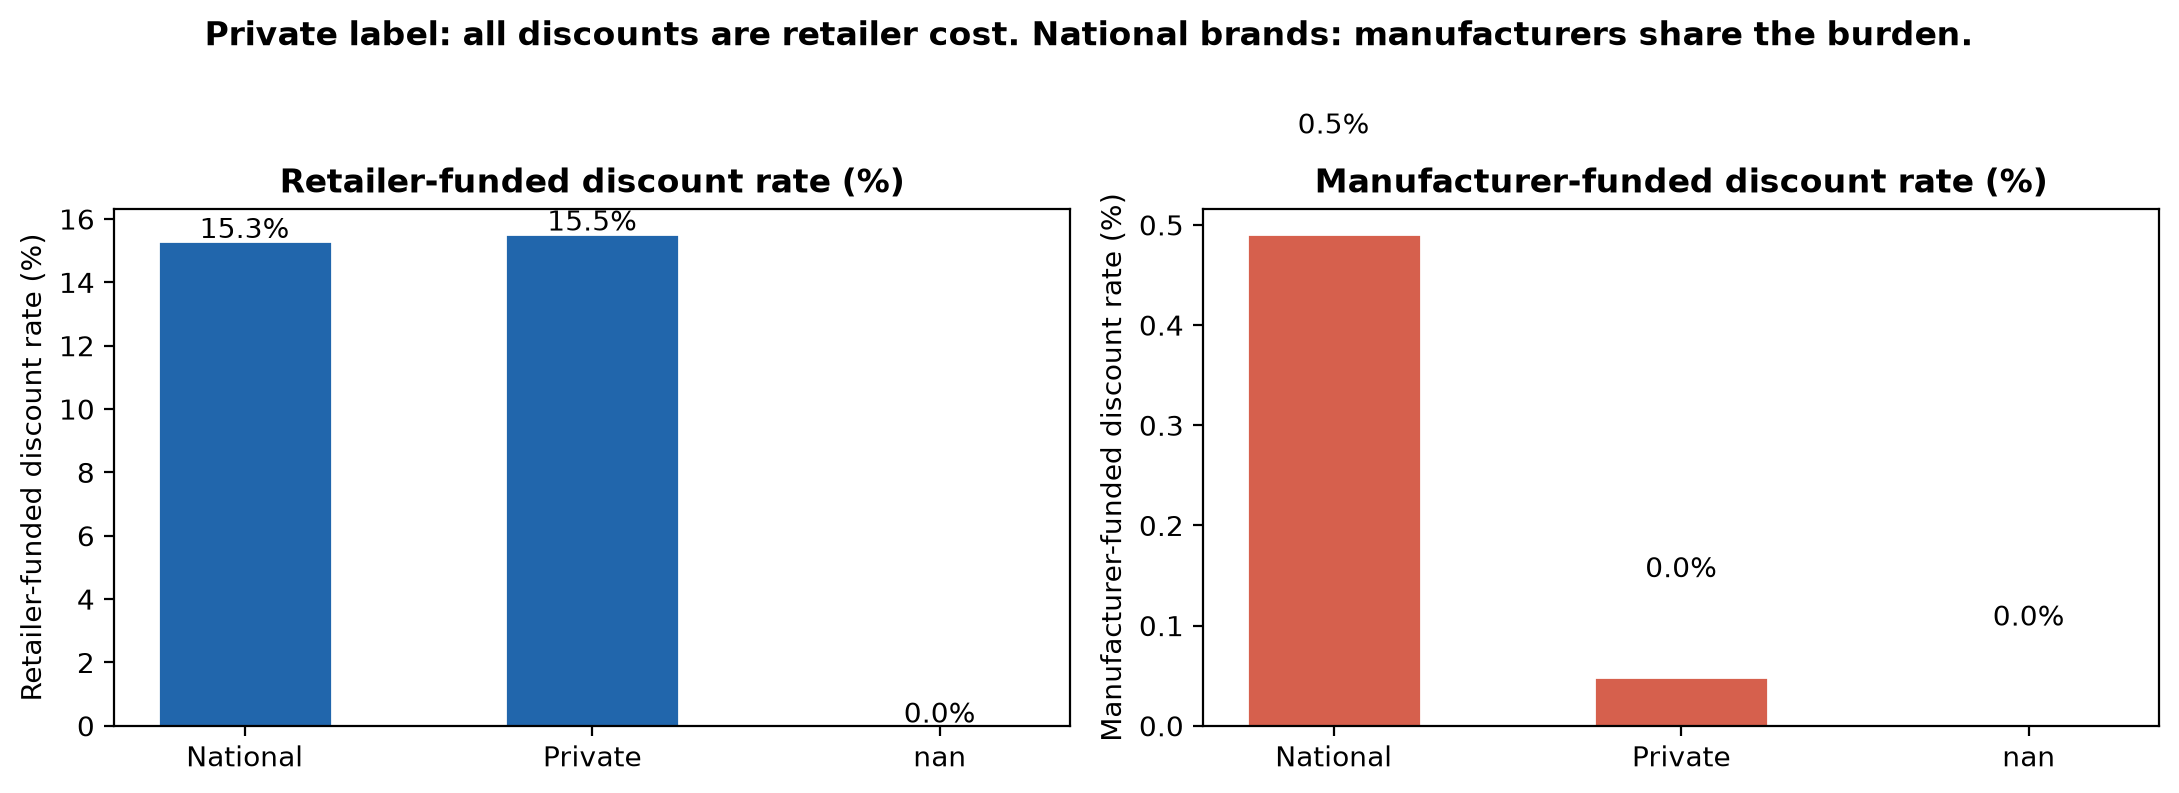 Private label: all discounts are retailer cost. National brands: manufacturers share the burden.
Retailer-funded discount rate (%)
Retailer-funded discount rate (%)
16
14
12
10
8
6
4
2
0
15.3%
15.5%
0.0%
National
Private
nan
0.5%
Manufacturer-funded discount rate (%)
Manufacturer-funded discount rate (%)
0.5
0.4
0.3
0.2
0.1
0.0
0.0%
0.0%
National
Private
nan